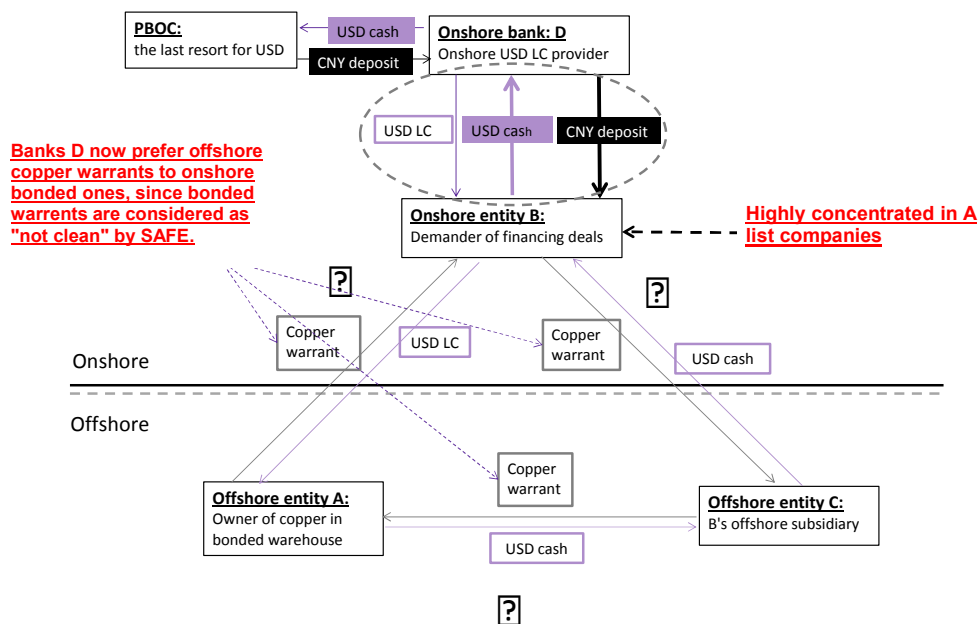 PBOC:
the last resort for USD
USD cash
CNY deposit
Onshore bank: D
Onshore USD LC provider
USD LC
USD cash
CNY deposit
Banks D now prefer offshore
copper warrants to onshore
bonded ones, since bonded
warrents are considered as
"not clean" by SAFE.
Onshore entity B:
Demander of financing deals
Highly concentrated in A
list companies
?
?
Copper
warrant
USD LC
Copper
warrant
USD cash
Onshore
Offshore
Copper
warrant
Offshore entity A:
Owner of copper in
bonded warehouse
USD cash
Offshore entity C:
B's offshore subsidiary
?